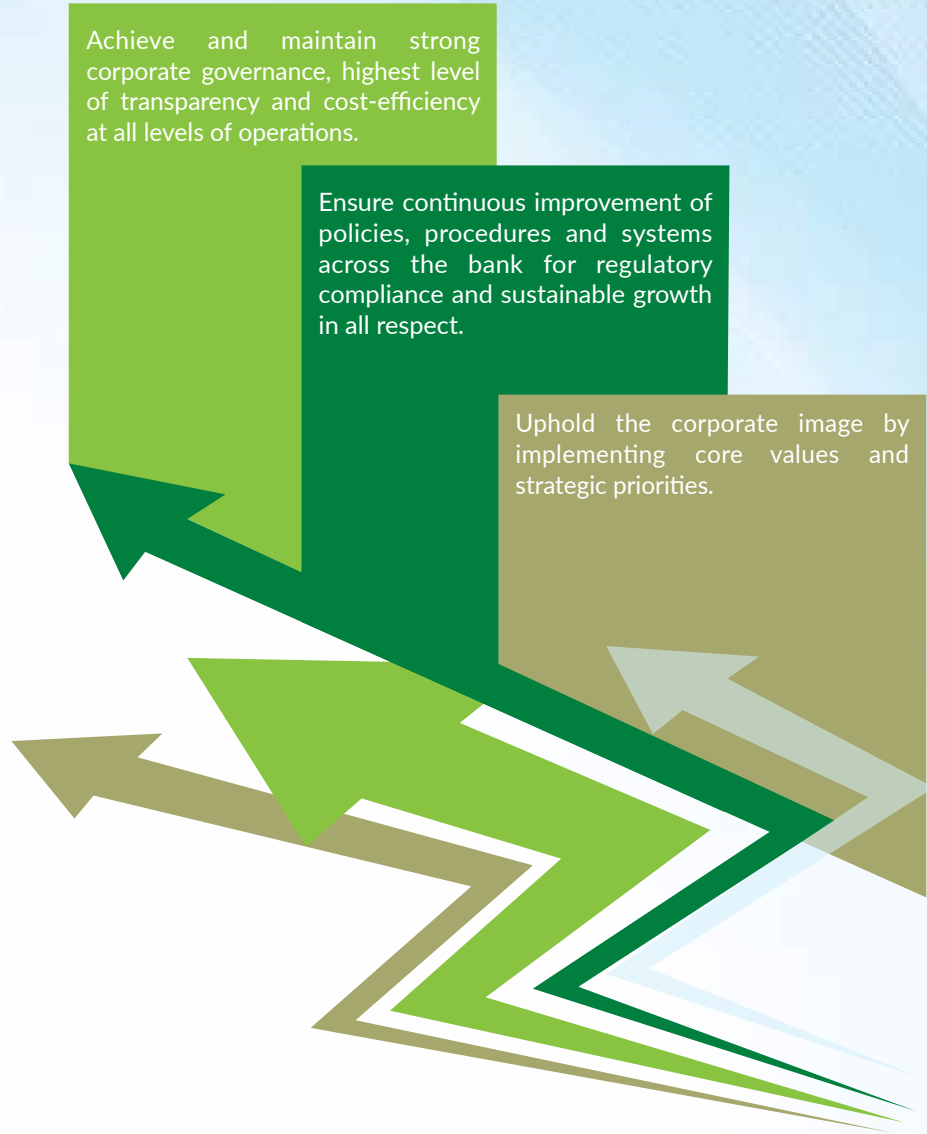 Achieve and maintain strong
corporate governance, highest level
of transparency and cost-efficiency
at all levels of operations.
Ensure continuous improvement of
policies, procedures and systems
across the bank for regulatory
compliance and sustainable growth
in all respect.
Uphold the corporate image by
implementing core values and
strategic priorities.